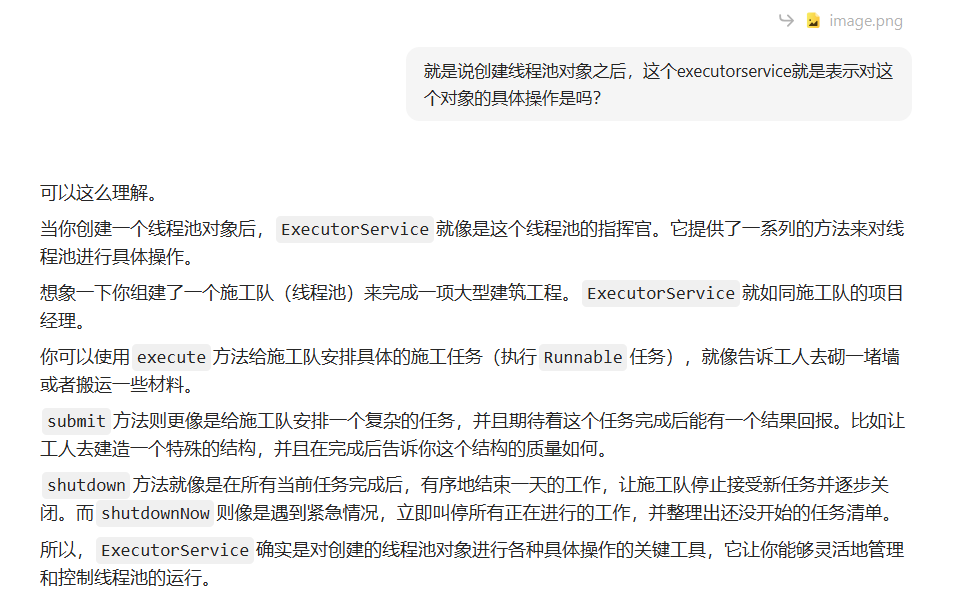 image.png
就是说创建线程池对象之后，这个executorservice就是表示对这
个对象的具体操作是吗？
可以这么理解。
当你创建一个线程池对象后， ExecutorService 就像是这个线程池的指挥官。它提供了一系列的方法来对线
程池进行具体操作。
想象一下你组建了一个施工队（线程池）来完成一项大型建筑工程。 ExecutorService 就如同施工队的项目
经理。
你可以使用 execute 方法给施工队安排具体的施工任务（执行 Runnable 任务），就像告诉工人去砌一堵墙
或者搬运一些材料。
submit 方法则更像是给施工队安排一个复杂的任务，并且期待着这个任务完成后能有一个结果回报。比如让
工人去建造一个特殊的结构，并且在完成后告诉你这个结构的质量如何。
shutdown 方法就像是在所有当前任务完成后，有序地结束一天的工作，让施工队停止接受新任务并逐步关
闭。而 shutdownNow 则像是遇到紧急情况，立即叫停所有正在进行的工作，并整理出还没开始的任务清单。
所以， ExecutorService 确实是对创建的线程池对象进行各种具体操作的关键工具，它让你能够灵活地管理
和控制线程池的运行。